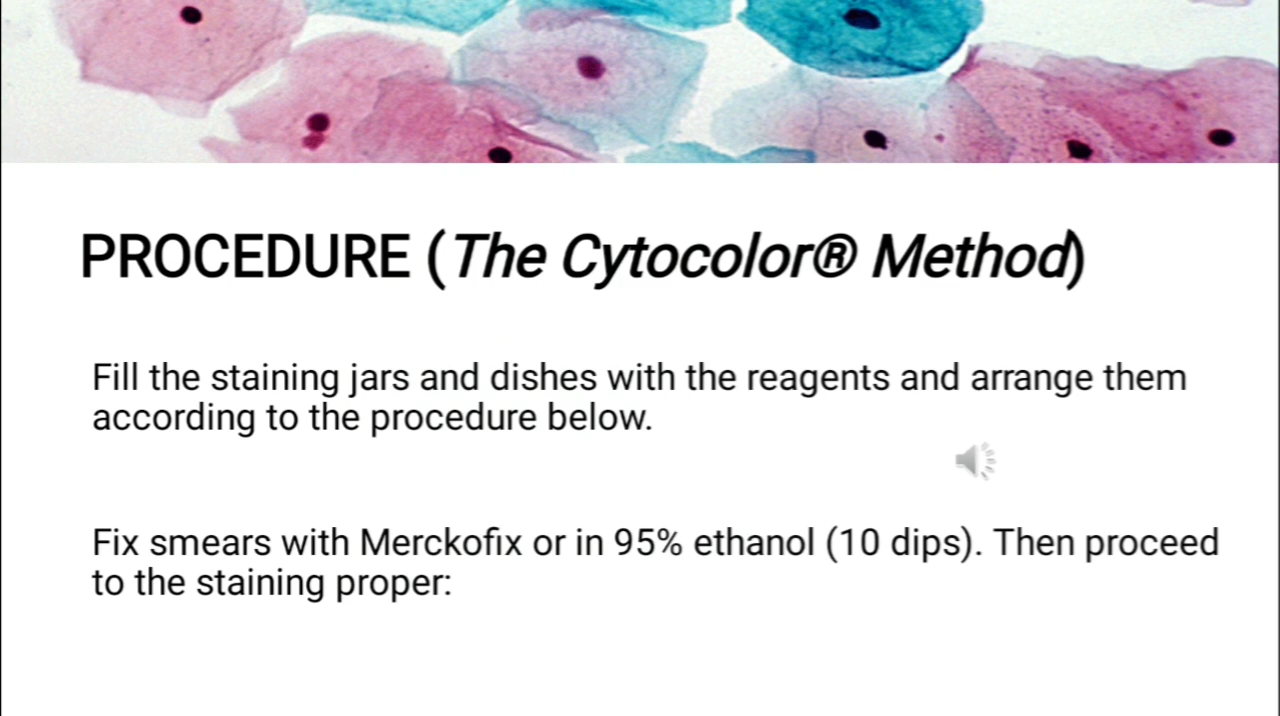 PROCEDURE (The Cytocolor® Method)
Fill the staining jars and dishes with the reagents and arrange them
according to the procedure below.
Fix smears with Merckofix or in 95% ethanol (10 dips). Then proceed
to the staining proper: